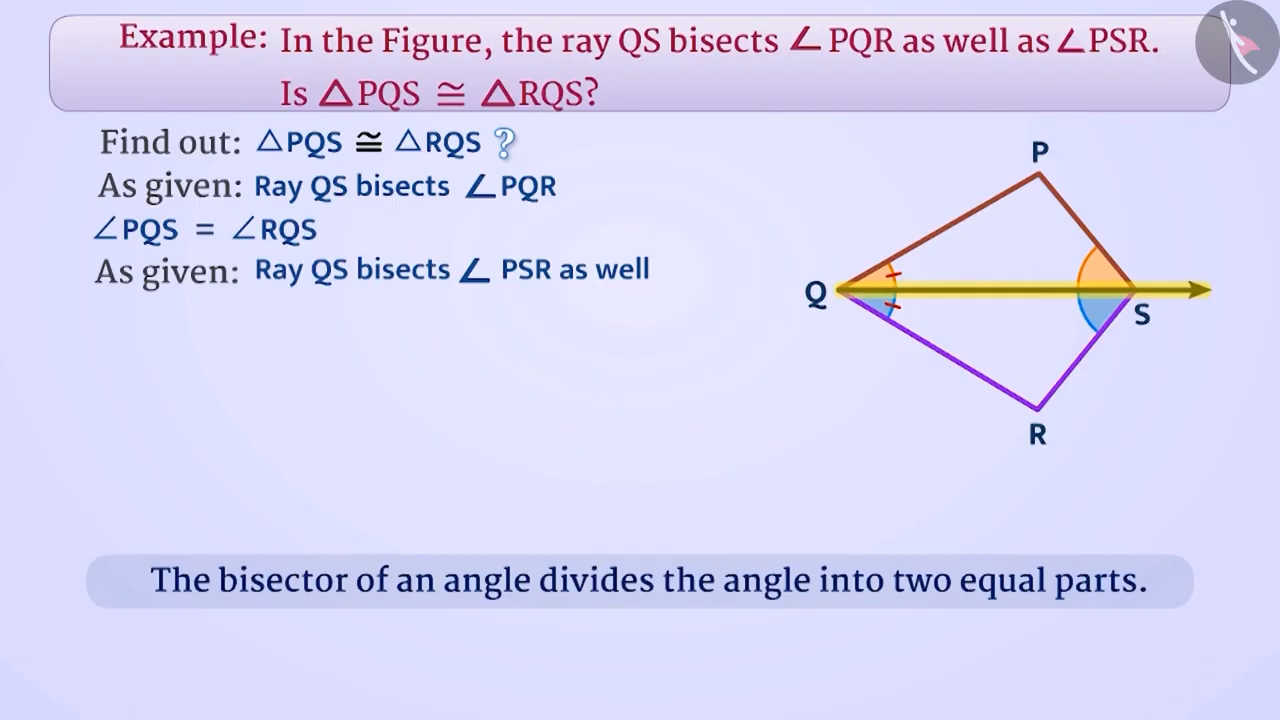 Example: In the Figure, the ray QS bisects ∠PQR as well as ∠PSR.
Is △PQS ≅ △RQS?
Find out: △PQS ≅ △RQS ?
As given: Ray QS bisects ∠PQR
∠PQS = ∠RQS
As given: Ray QS bisects ∠ PSR as well
P
Q
S
R
The bisector of an angle divides the angle into two equal parts.